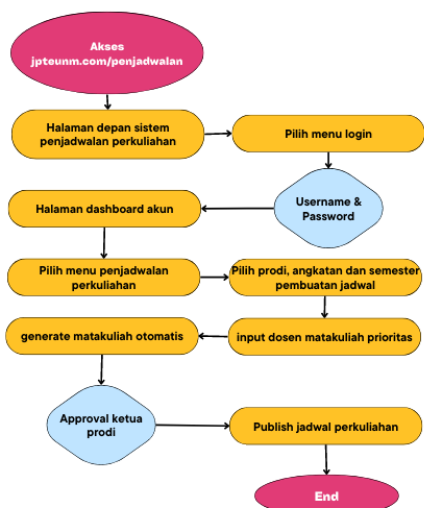 Akses
jpteunm.com/penjadwalan
Halaman depan sistem
penjadwalan perkuliahan
Pilih menu login
Username &
Password
Halaman dashboard akun
Pilih menu penjadwalan
perkuliahan
Pilih prodi, angkatan dan semester
pembuatan jadwal
input dosen matakuliah prioritas
generate matakuliah otomatis
Approval ketua
prodi
Publish jadwal perkuliahan
End